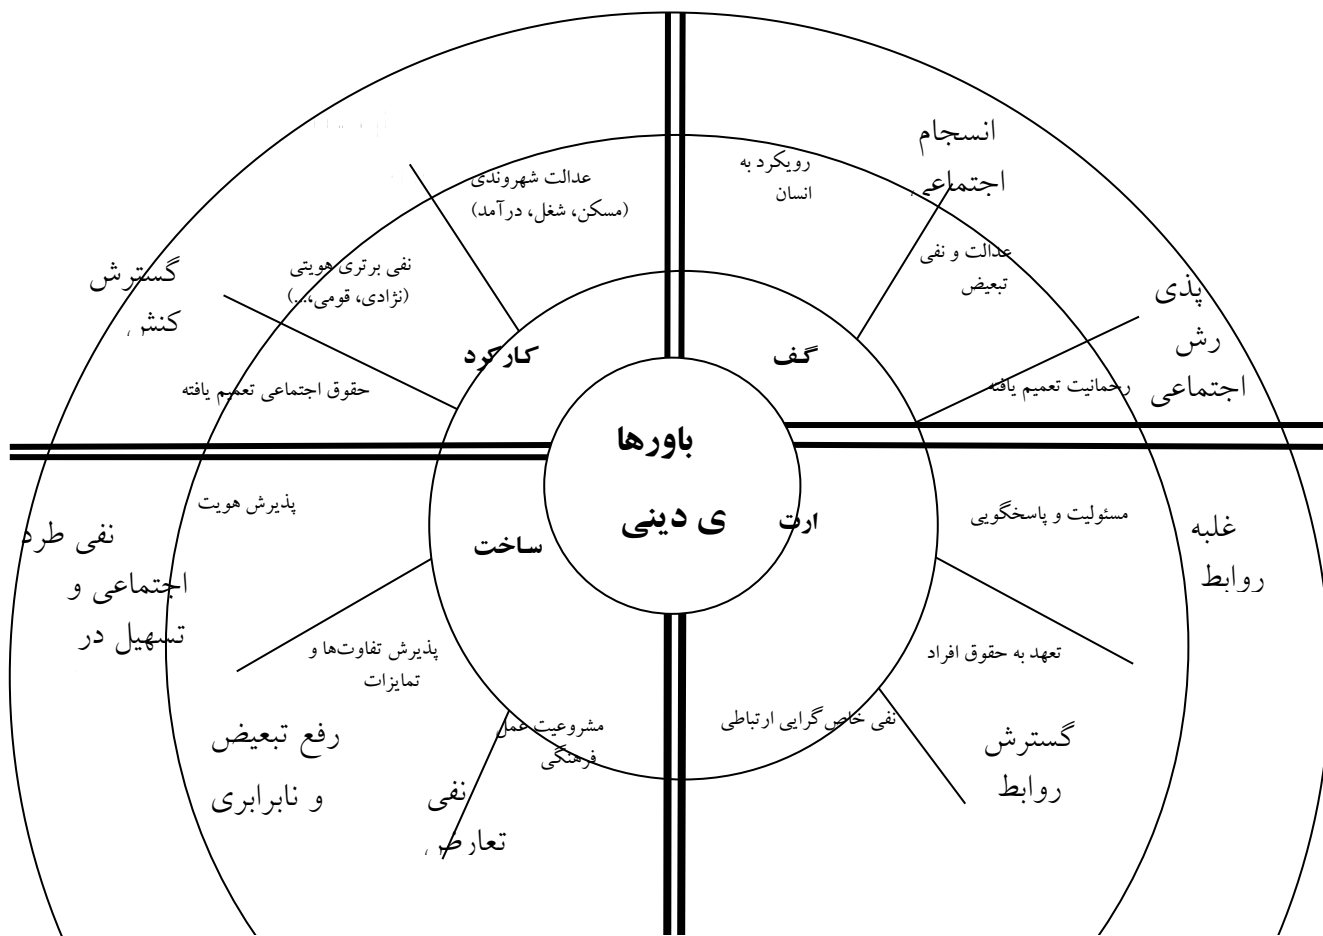 انسجام
اجتماعی
رویکرد به
انسان
عدالت شهروندی
(مسکن، شغل، درآمد)
عدالت و نفی
تبعیض
نفی برتری هویتی
(نژادی، قومی،...)
گسترش
کنش
پذی
رش
اجتماعی
گف
کارکرد
رحمانیت تعمیم یافته
حقوق اجتماعی تعمیم یافته
باورها
ی دینی
پذیرش هویت
مسئولیت و پاسخگویی
ارت
ساخت
غلبه
روابط
نفی طرد
اجتماعی و
تسهیل در
پذیرش تفاوت‌ها و
تمایزات
تعهد به حقوق افراد
مشروعیت عمل
فرهنگی
نفی خاص گرایی ارتباطی
گسترش
روابط
رفع تبعیض
و نابرابری
نفی
تعارض